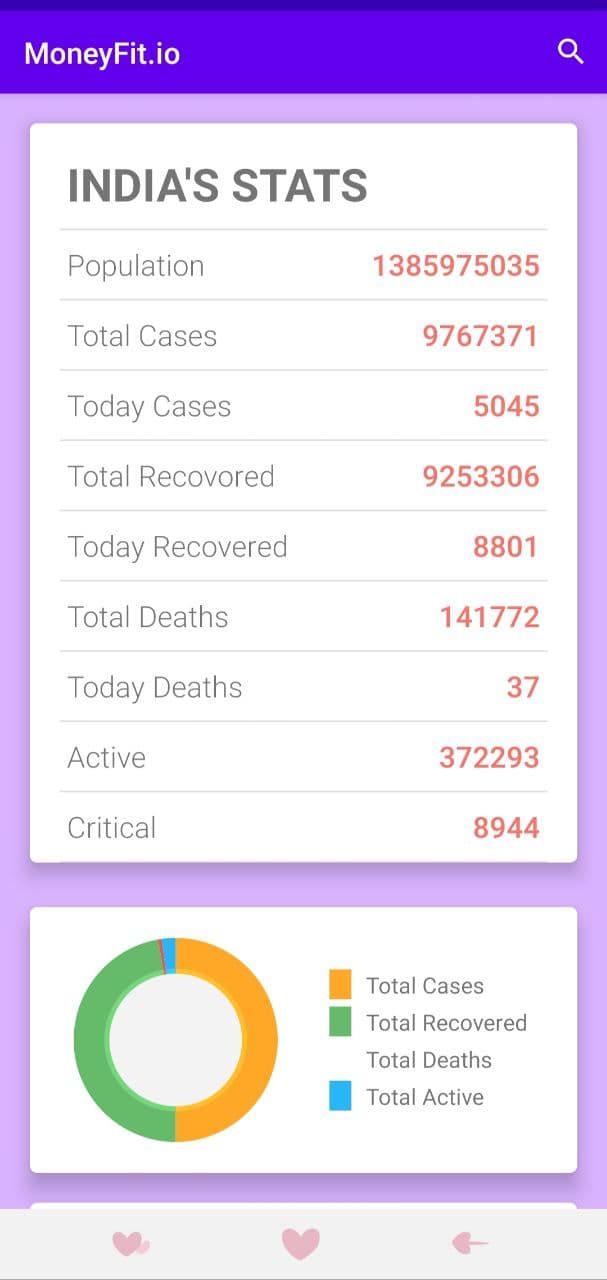 MoneyFit.io
INDIA'S STATS
Population 1385975035
Total Cases 9767371
Today Cases 5045
Total Recovored 9253306
Today Recovered 8801
Total Deaths 141772
Today Deaths 37
Active 372293
Critical 8944
Total Cases
Total Recovered
Total Deaths
Total Active